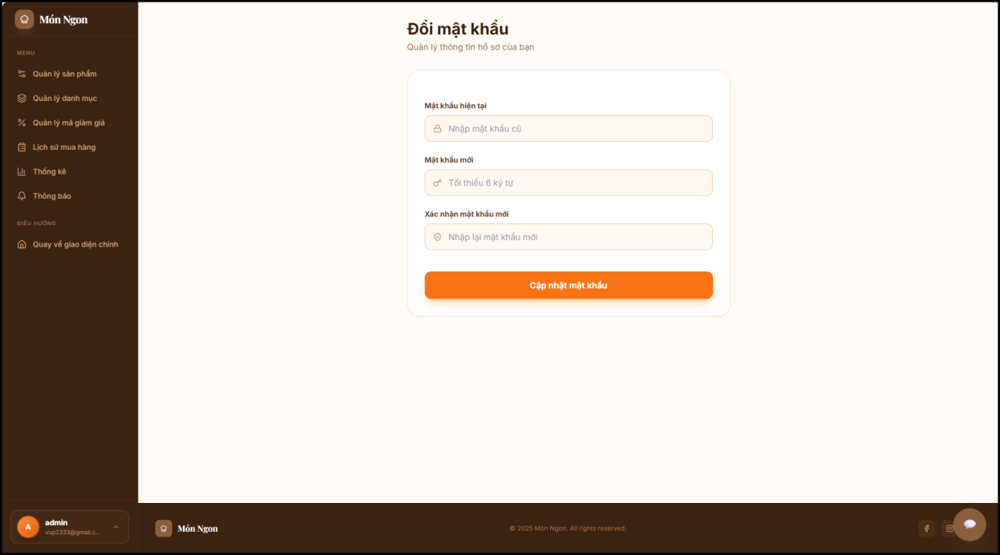 Món Ngon
MENU
Quản lý sản phẩm
Quản lý danh mục
Quản lý mã giảm giá
Lịch sử mua hàng
Thống kê
Thông báo
ĐIỀU HƯỚNG
Quay về giao diện chính
A
admin
vup2333@gmail.c...
Đổi mật khẩu
Quản lý thông tin hồ sơ của bạn
Mật khẩu hiện tại
Nhập mật khẩu cũ
Mật khẩu mới
Tối thiểu 6 ký tự
Xác nhận mật khẩu mới
Nhập lại mật khẩu mới
Cập nhật mật khẩu
Món Ngon
© 2025 Món Ngon. All rights reserved.